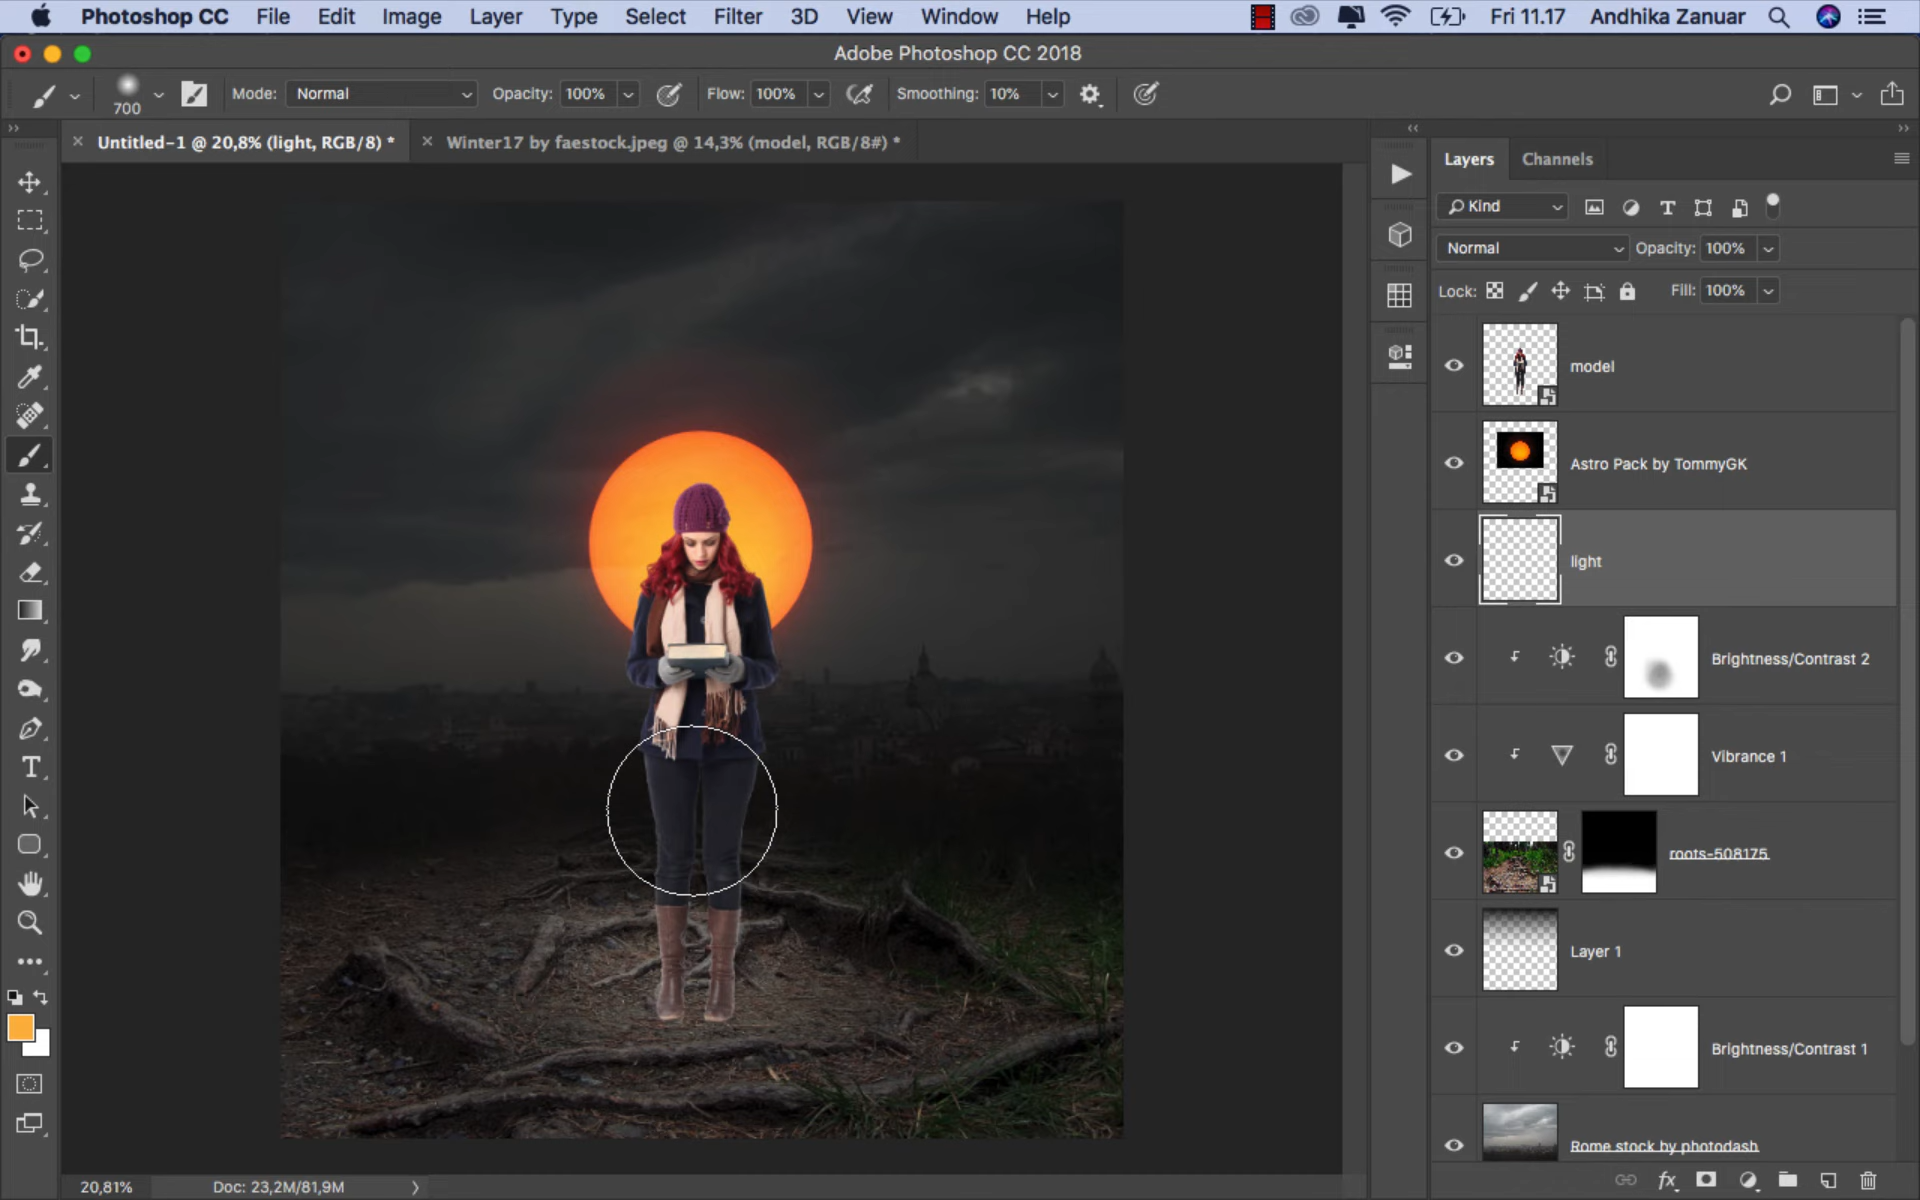 Photoshop CC File Edit Image Layer Type Select Filter 3D View Window Help Fri 11.17 Andhika Zanuar
Adobe Photoshop CC 2018
700 Mode: Normal Opacity: 100% Flow: 100% Smoothing: 10%
Untitled-1 @ 20,8% (light, RGB/8) * Winter17 by faestock.jpeg @ 14,3% (model, RGB/8#) *
Layers Channels
Kind
Normal Opacity: 100%
Lock: Fill: 100%
model
Astro Pack by TommyGK
light
Brightness/Contrast 2
Vibrance 1
roots-508175
Layer 1
Brightness/Contrast 1
Rome stock by photodash
20,81% Doc: 23,2M/81,9M